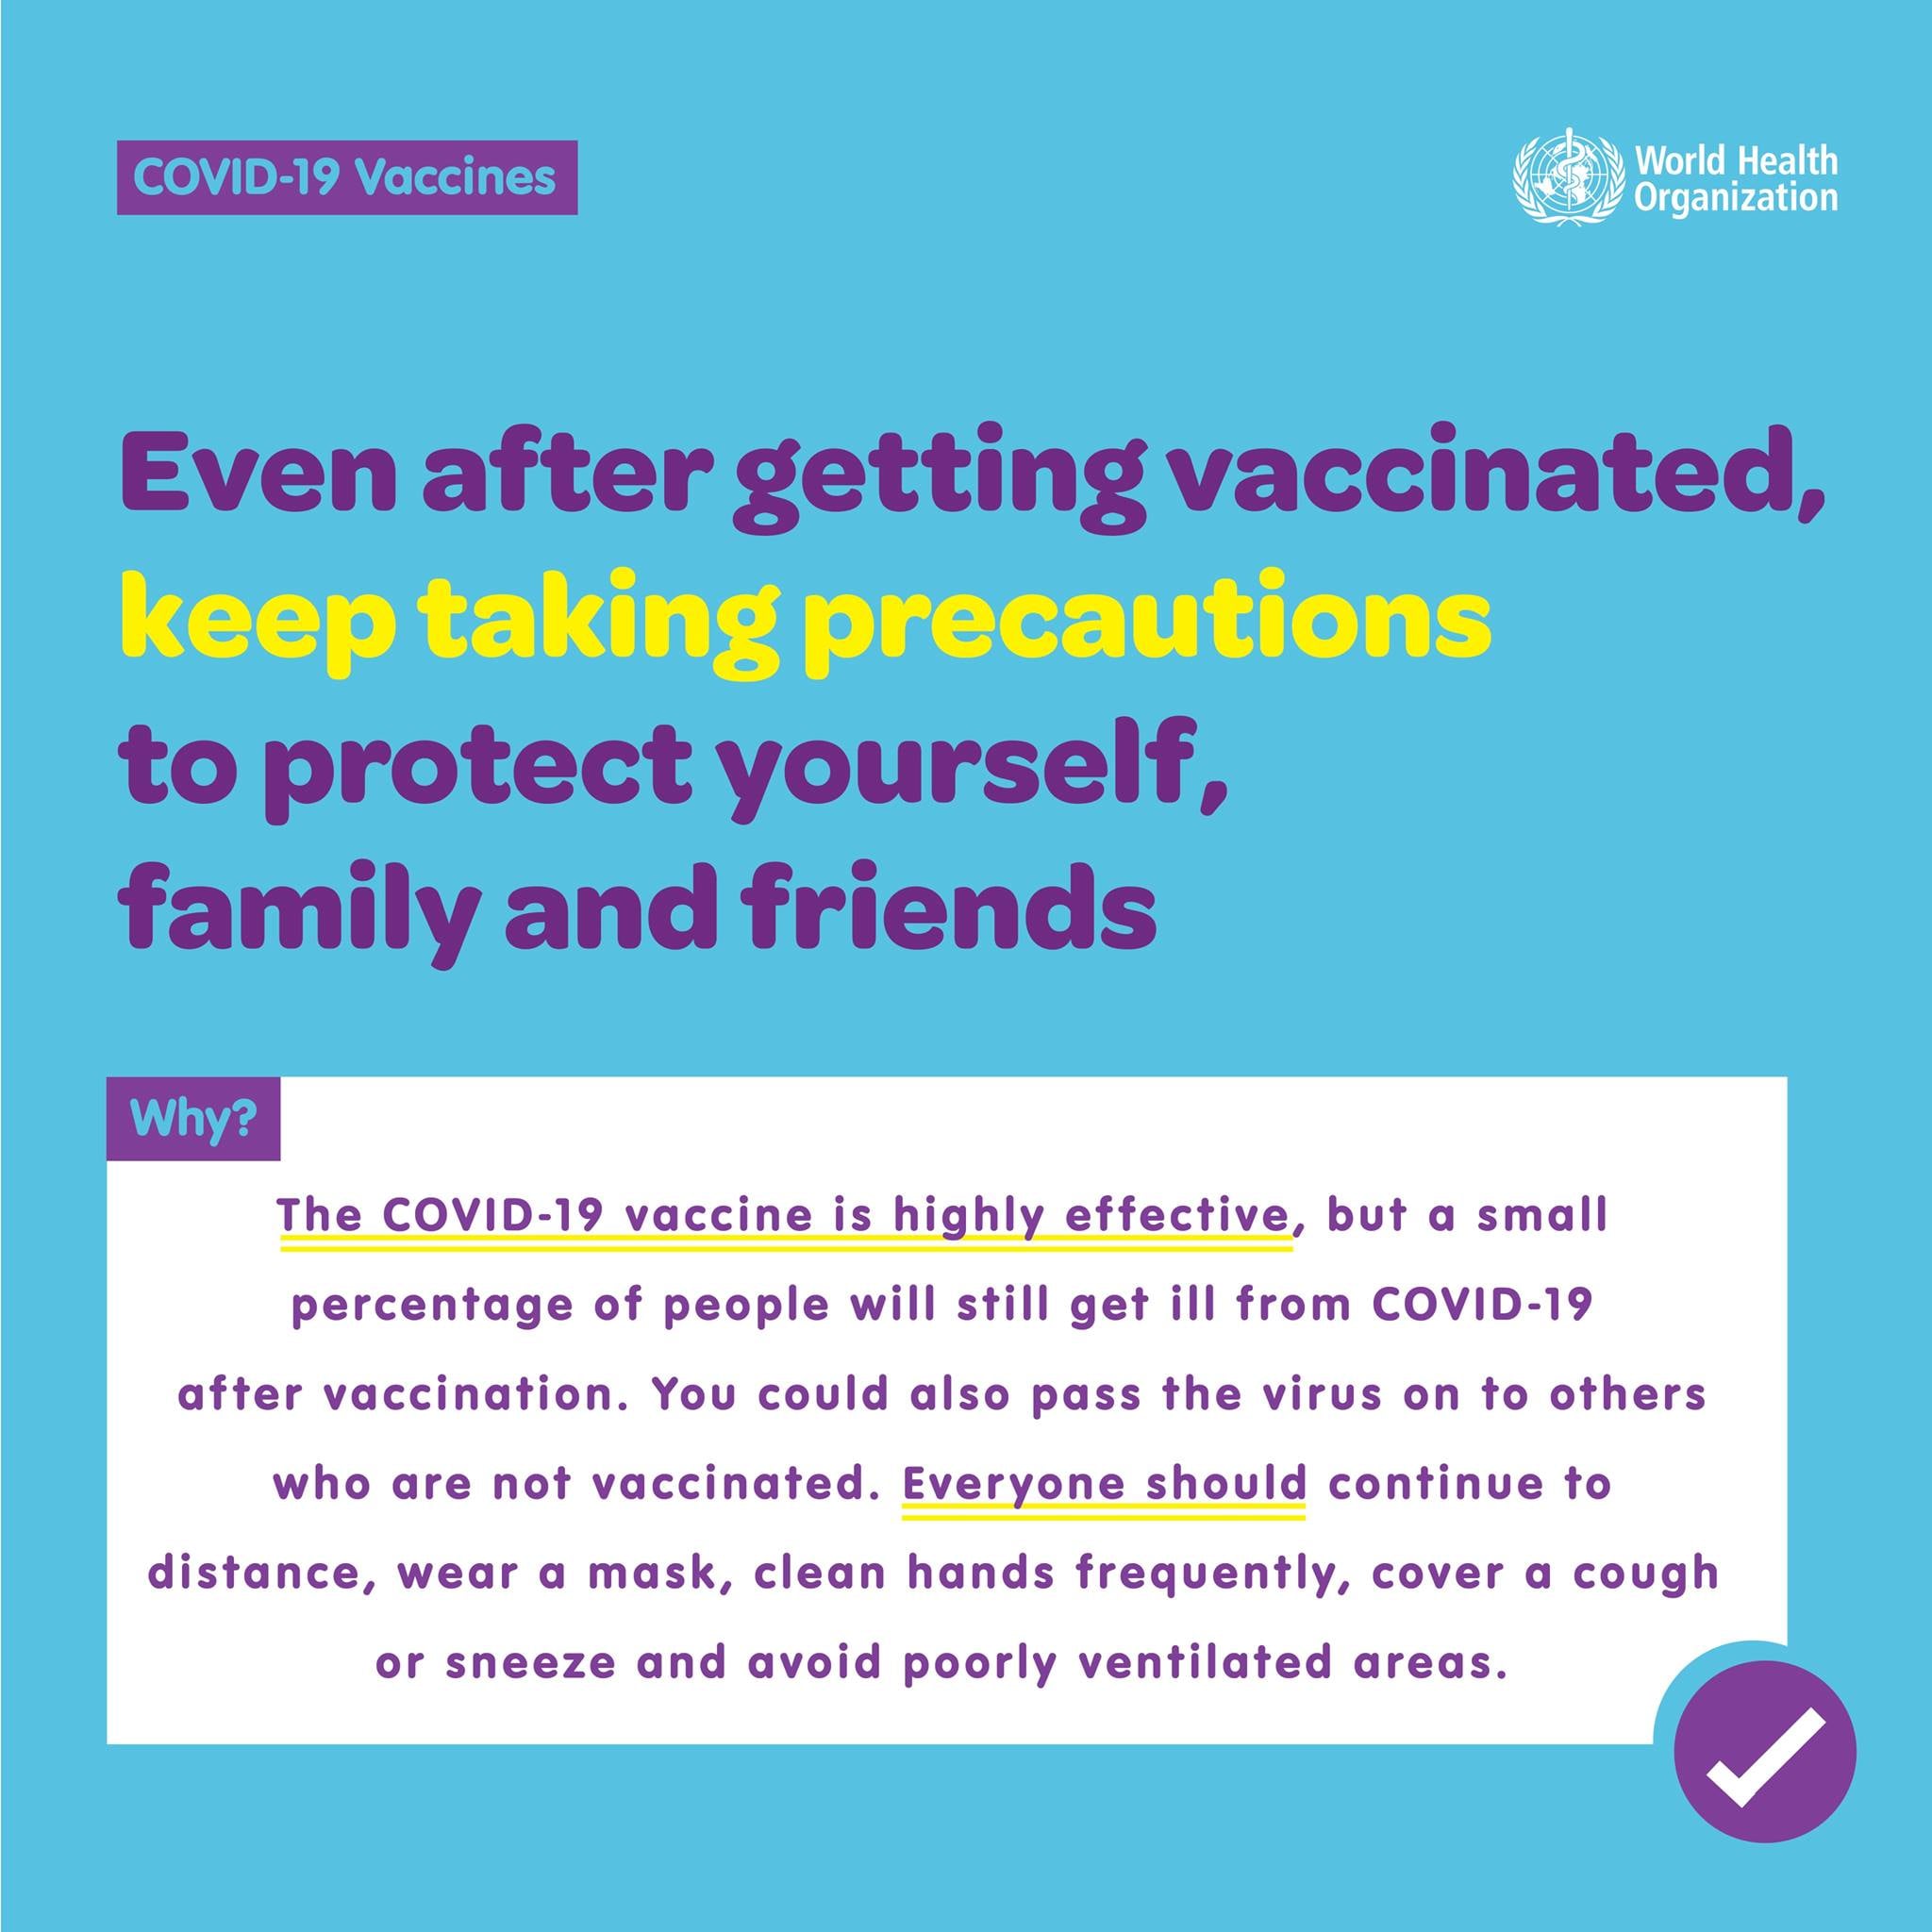 COVID-19 Vaccines
World Health
Organization
Even after getting vaccinated,
keep taking precautions
to protect yourself,
family and friends
Why?
The COVID-19 vaccine is highly effective, but a small
percentage of people will still get ill from COVID-19
after vaccination. You could also pass the virus on to others
who are not vaccinated. Everyone should continue to
distance, wear a mask, clean hands frequently, cover a cough
or sneeze and avoid poorly ventilated areas.